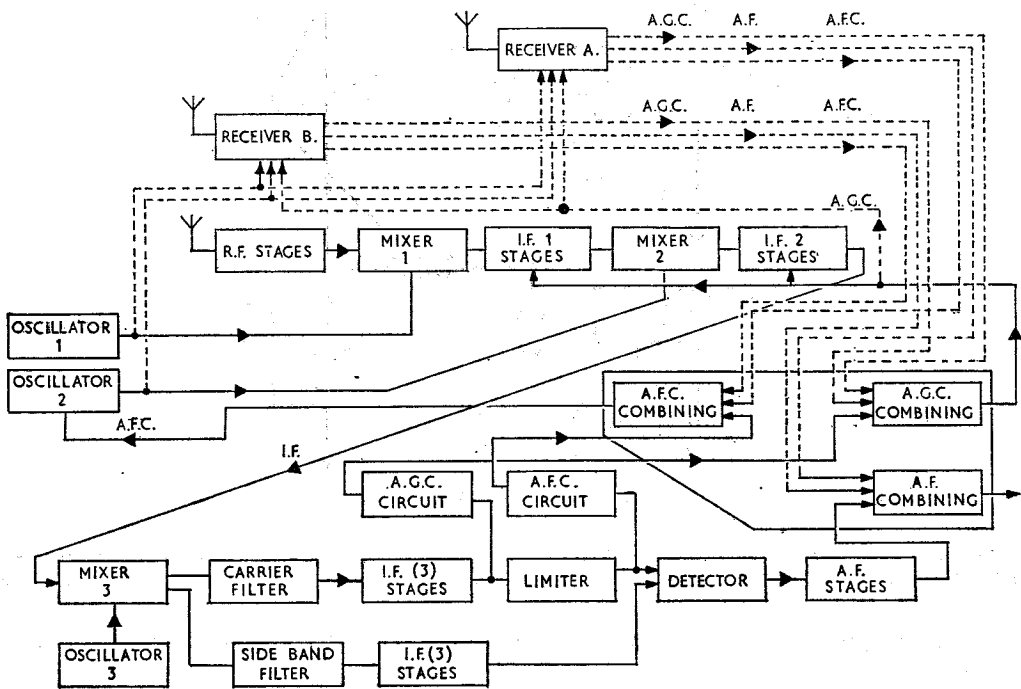 A.G.C. A.F. A.F.C.
RECEIVER A.
A.G.C. A.F. A.F.C.
RECEIVER B.
A.G.C.
R.F. STAGES
MIXER
1
I.F. 1
STAGES
MIXER
2
I.F. 2
STAGES
OSCILLATOR
1
OSCILLATOR
2
A.F.C.
A.F.C.
COMBINING
A.G.C.
COMBINING
I.F.
A.G.C.
CIRCUIT
A.F.C.
CIRCUIT
A.F.
COMBINING
MIXER
3
CARRIER
FILTER
I.F. (3)
STAGES
LIMITER
DETECTOR
A.F.
STAGES
OSCILLATOR
3
SIDE BAND
FILTER
I.F.(3)
STAGES